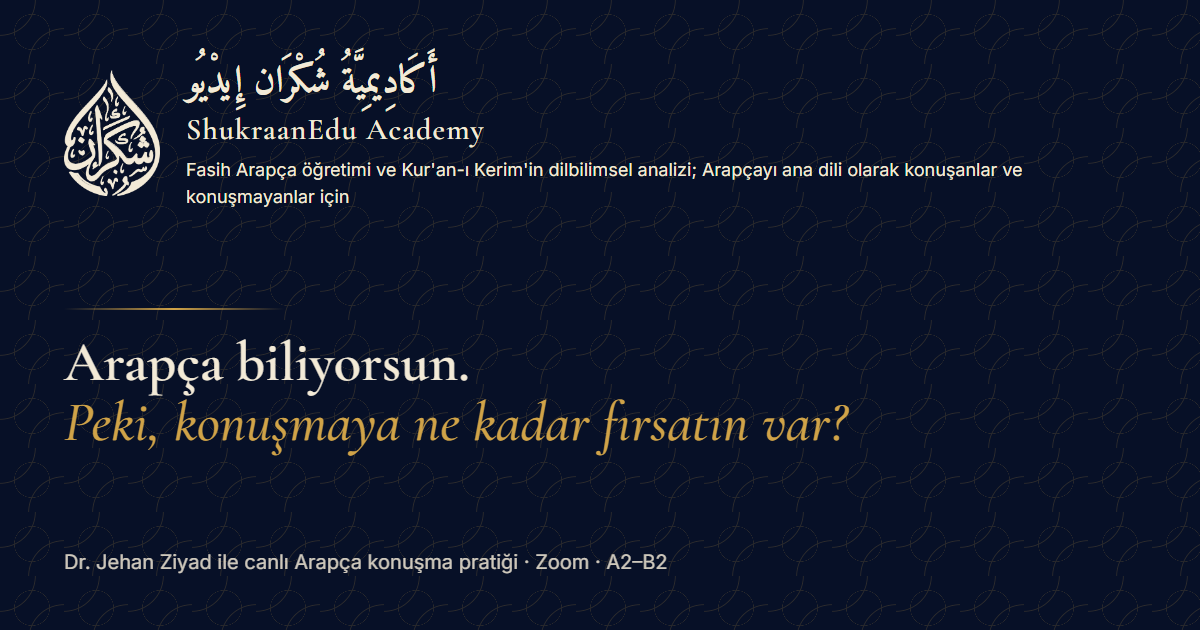 أَكَادِيمِيَّةُ شُكْرَان إِيدْيُو
شُكْرَان
ShukraanEdu Academy
Fasih Arapça öğretimi ve Kur'an-ı Kerim'in dilbilimsel analizi; Arapçayı ana dili olarak konuşanlar ve
konuşmayanlar için
Arapça biliyorsun.
Peki, konuşmaya ne kadar fırsatın var?
Dr. Jehan Ziyad ile canlı Arapça konuşma pratiği · Zoom · A2–B2